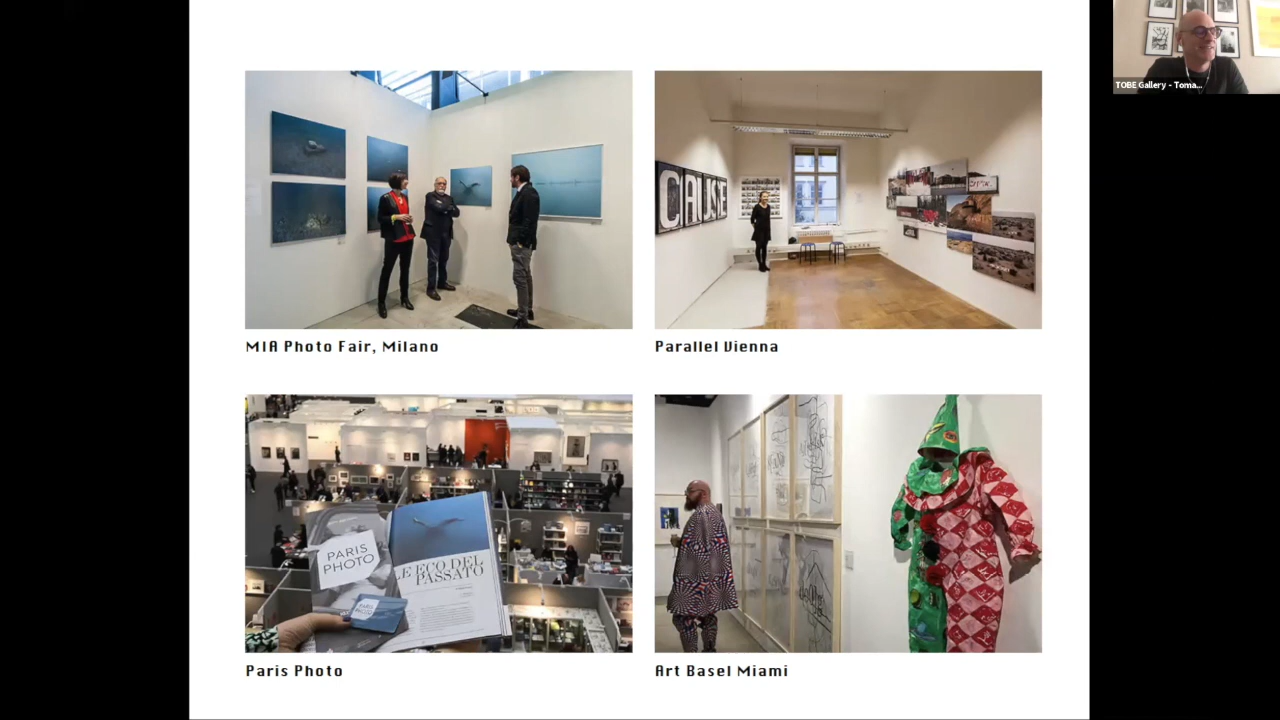 TOBE Gallery - Toma...
CAUSE
MIA Photo Fair, Milano
Parallel Vienna
PARIS
PHOTO
LE ECO DEL
PASSATO
Paris Photo
Art Basel Miami